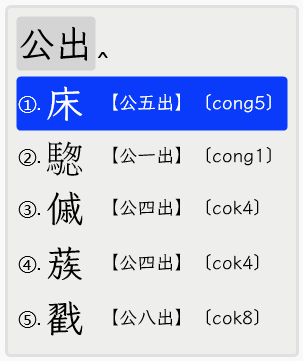 公出‸
①. 床 【公五出】〔cong5〕
②. 騘 【公一出】〔cong1〕
③. 傶 【公四出】〔cok4〕
④. 蔟 【公四出】〔cok4〕
⑤. 戳 【公八出】〔cok8〕